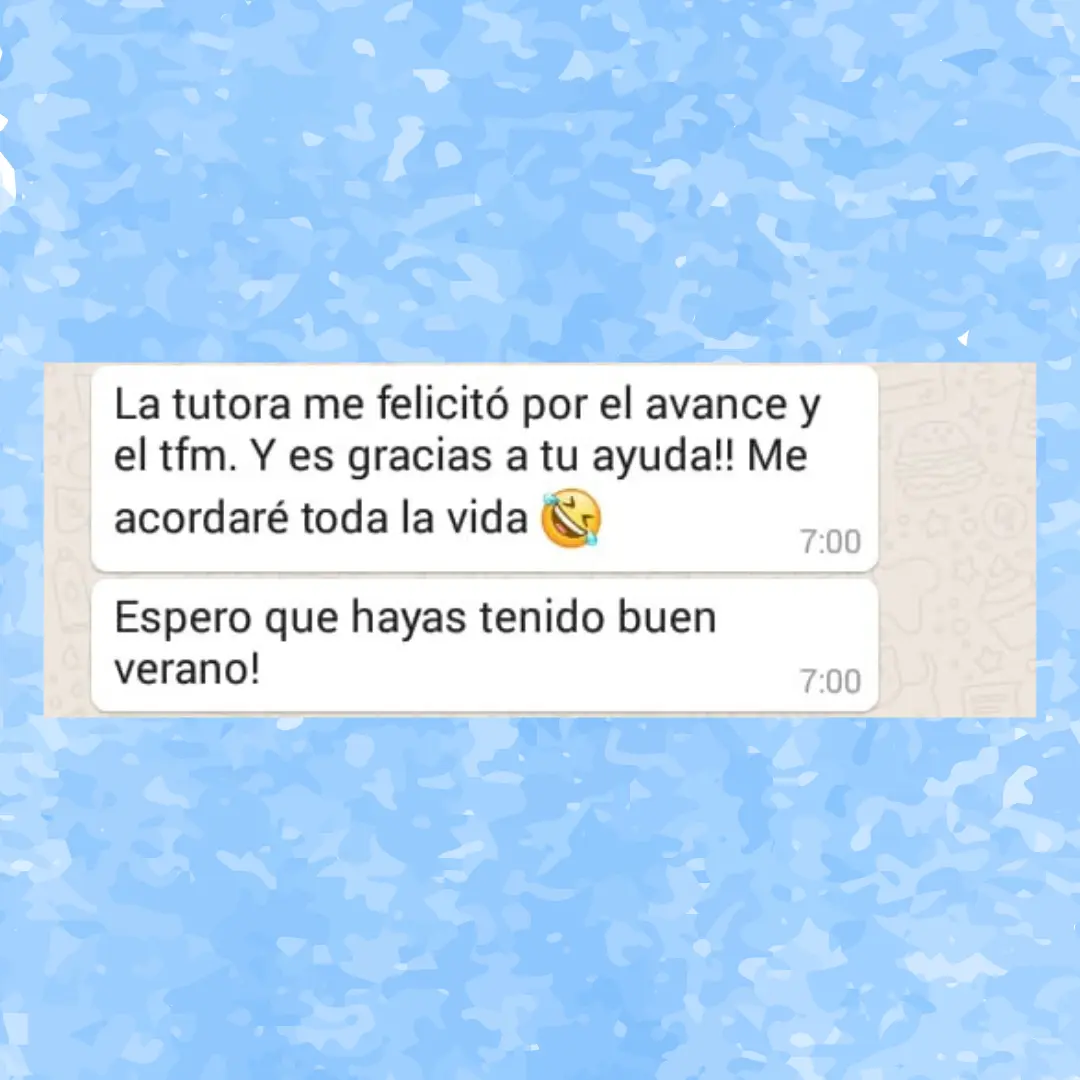 La tutora me felicitó por el avance y
el tfm. Y es gracias a tu ayuda!! Me
acordaré toda la vida 🤣
7:00
Espero que hayas tenido buen
verano!
7:00